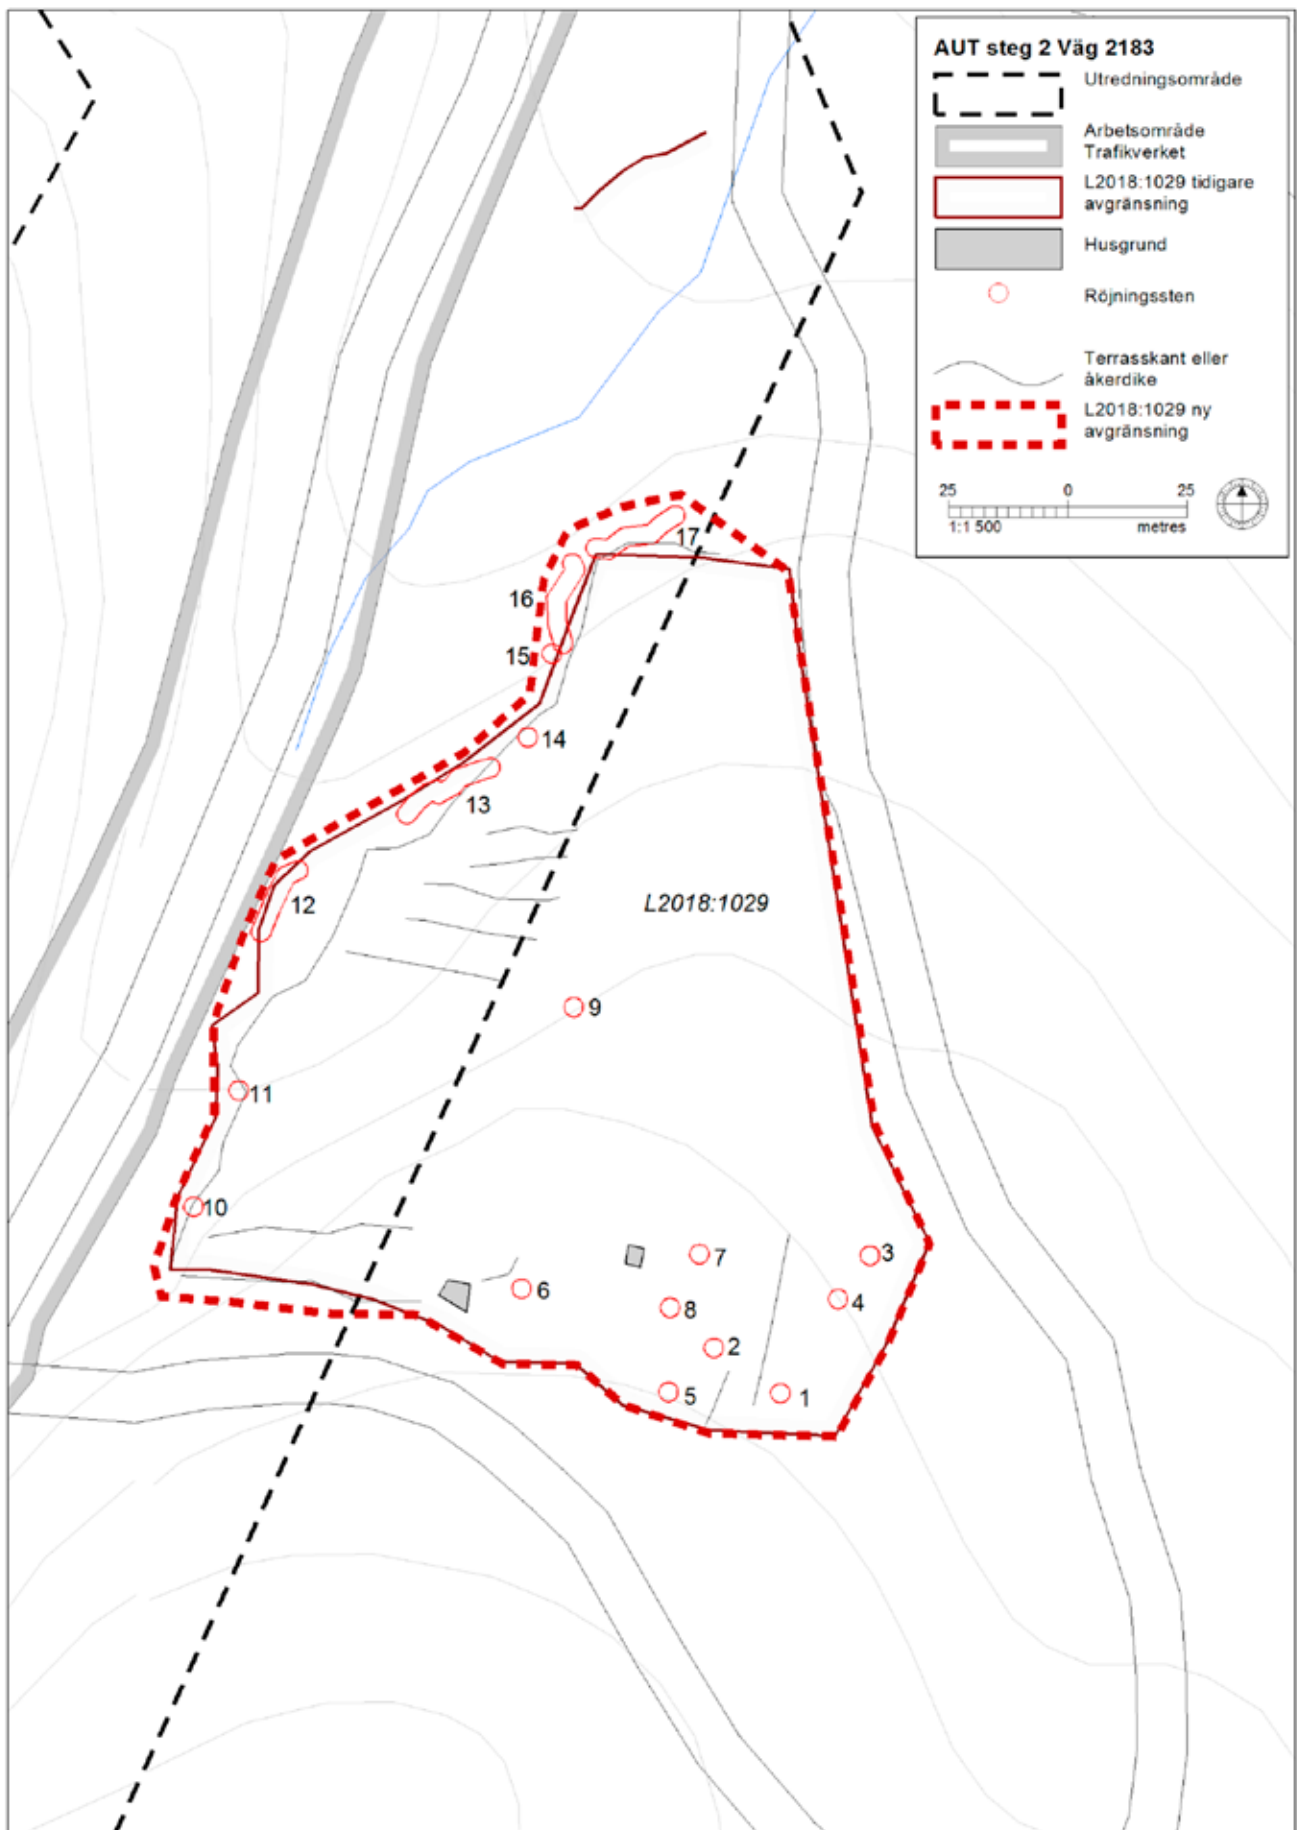 AUT steg 2 Väg 2183
Utredningsområde
Arbetsområde
Trafikverket
L2018:1029 tidigare
avgränsning
Husgrund
Röjningssten
Terrasskant eller
åkerdike
L2018:1029 ny
avgränsning
25 0 25
1:1 500 metres
17
16
15
14
13
12
L2018:1029
9
11
10
7
3
6
4
8
2
5
1